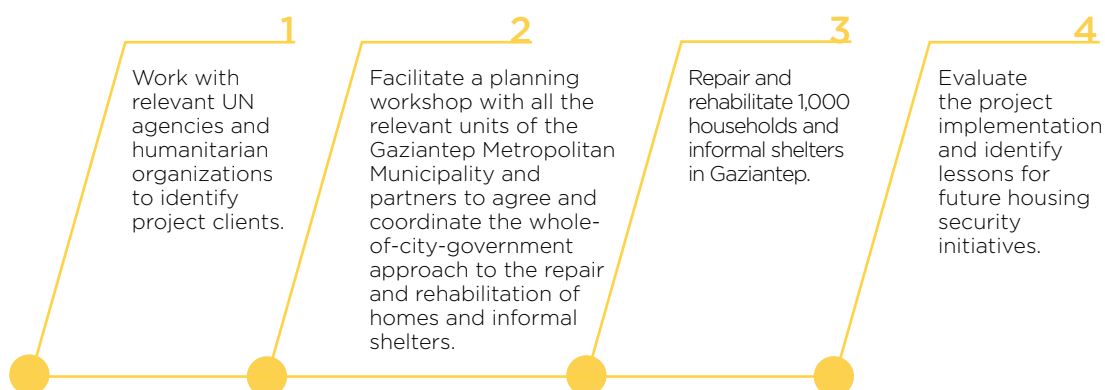 1
Work with
relevant UN
agencies and
humanitarian
organizations
to identify
project clients.
2
Facilitate a planning
workshop with all the
relevant units of the
Gaziantep Metropolitan
Municipality and
partners to agree and
coordinate the whole-
of-city-government
approach to the repair
and rehabilitation of
homes and informal
shelters.
3
Repair and
rehabilitate 1,000
households and
informal shelters
in Gaziantep.
4
Evaluate
the project
implementation
and identify
lessons for
future housing
security
initiatives.